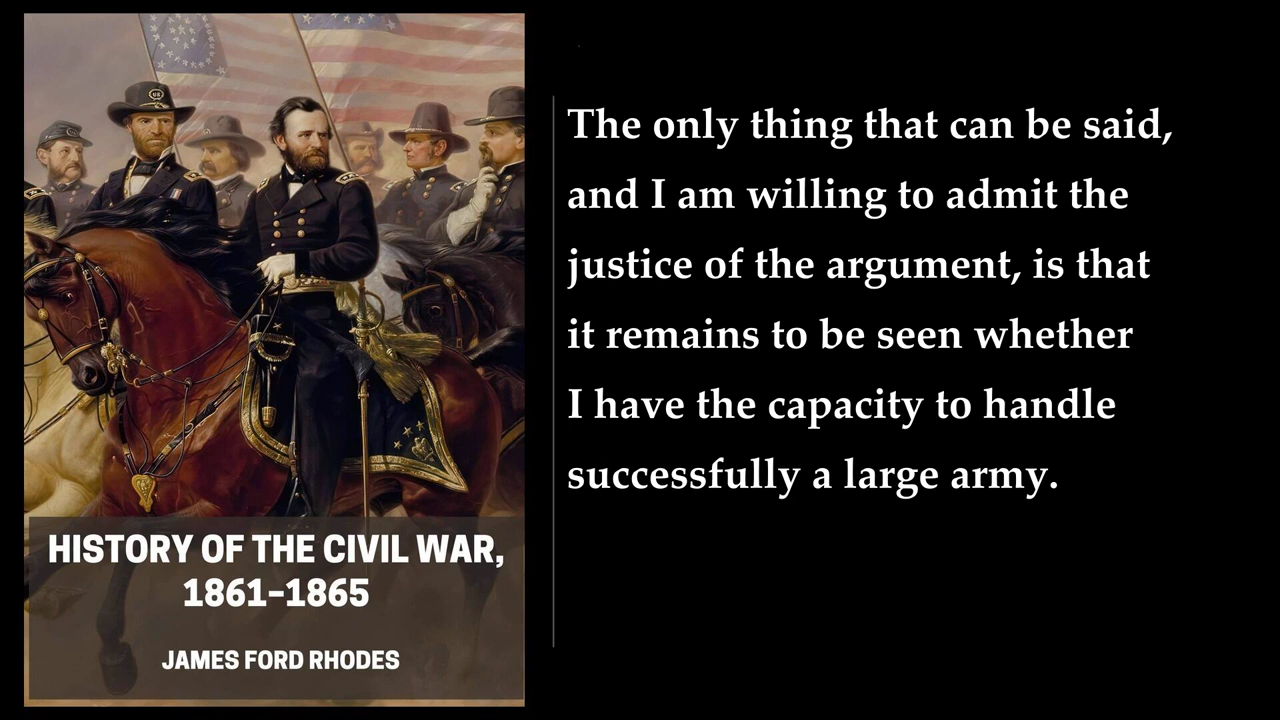 HISTORY OF THE CIVIL WAR,
1861–1865
JAMES FORD RHODES
The only thing that can be said,
and I am willing to admit the
justice of the argument, is that
it remains to be seen whether
I have the capacity to handle
successfully a large army.